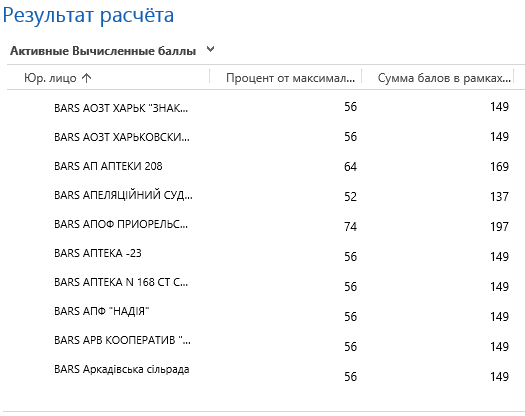 Результат расчёта
Активные Вычисленные баллы
Юр. лицо Процент от максимал... Сумма балов в рамках...
BARS АОЗТ ХАРЬК "ЗНАК... 56 149
BARS АОЗТ ХАРЬКОВСКИ... 56 149
BARS АП АПТЕКИ 208 64 169
BARS АПЕЛЯЦІЙНИЙ СУД... 52 137
BARS АПОФ ПРИОРЕЛЬС... 74 197
BARS АПТЕКА -23 56 149
BARS АПТЕКА N 168 СТ С... 56 149
BARS АПФ "НАДІЯ" 56 149
BARS АРВ КООПЕРАТИВ "... 56 149
BARS Аркадівська сільрада 56 149